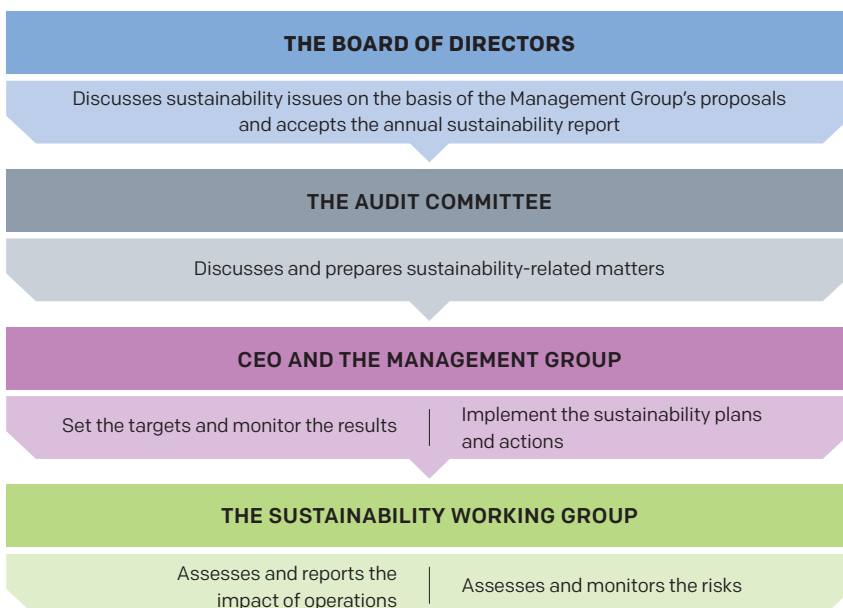 THE BOARD OF DIRECTORS
Discusses sustainability issues on the basis of the Management Group's proposals
and accepts the annual sustainability report
THE AUDIT COMMITTEE
Discusses and prepares sustainability-related matters
CEO AND THE MANAGEMENT GROUP
Set the targets and monitor the results
Implement the sustainability plans
and actions
THE SUSTAINABILITY WORKING GROUP
Assesses and reports the
impact of operations
Assesses and monitors the risks